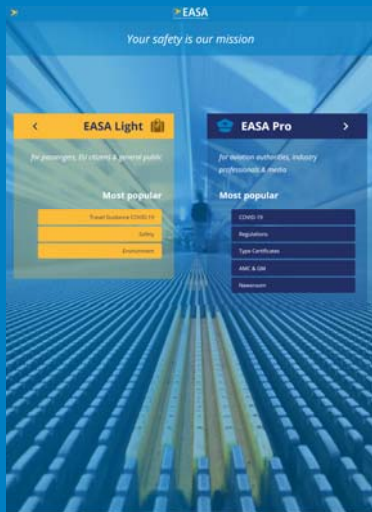 EASA
Your safety is our mission
EASA Light
for passengers, EU citizens & general public
Most popular
Travel Guidance COVID-19
Safety
Environment
EASA Pro
for aviation authorities, industry
professionals & media
Most popular
COVID-19
Regulations
Type Certificates
AMC & GM
Newsroom